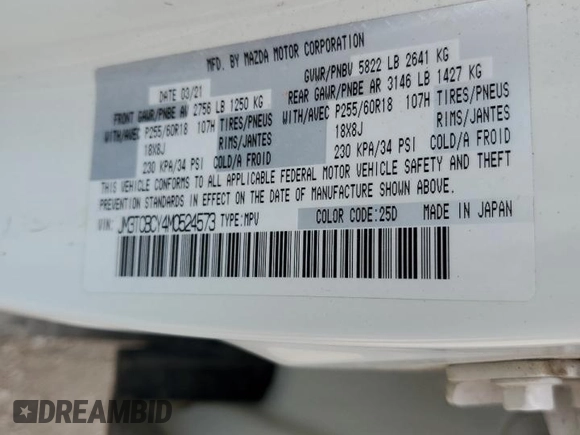 MFD. BY MAZDA MOTOR CORPORATION
DATE 03/21
GVWR/PNBV 5822 LB 2641 KG
FRONT GAWR/PNBE AV 2756 LB 1250 KG
REAR GAWR/PNBE AR 3146 LB 1427 KG
WITH/AVEC P255/60R18 107H TIRES/PNEUS
WITH/AVEC P255/60R18 107H TIRES/PNEUS
18X8J RIMS/JANTES
18X8J RIMS/JANTES
230 KPA/34 PSI COLD/A FROID
230 KPA/34 PSI COLD/A FROID
THIS VEHICLE CONFORMS TO ALL APPLICABLE FEDERAL MOTOR VEHICLE SAFETY AND THEFT
PREVENTION STANDARDS IN EFFECT ON THE DATE OF MANUFACTURE SHOWN ABOVE.
VIN: JM3TCBCY4M0524573 TYPE:MPV COLOR CODE:25D MADE IN JAPAN
DREAMBID